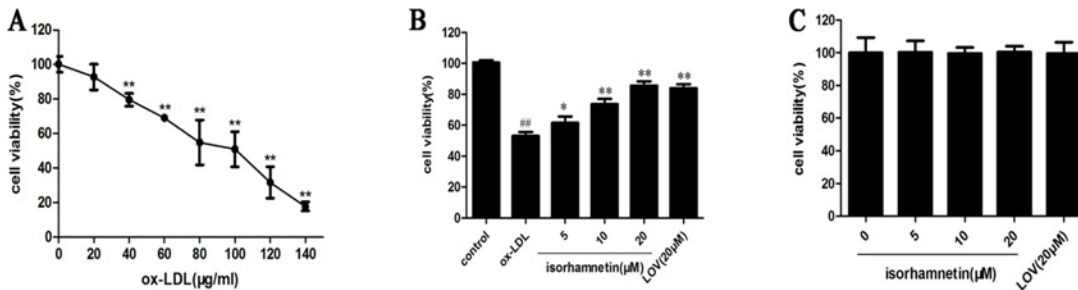 A
cell viability(%)
120
100
80
60
40
20
0
**
**
**
**
**
**
0 20 40 60 80 100 120 140
ox-LDL(μg/ml)
B
cell viability(%)
120
100
80
60
40
20
0
##
*
**
**
**
control ox-LDL 5 10 20 LOV(20μM)
isorhamnetin(μM)
C
cell viability(%)
120
100
80
60
40
20
0
0 5 10 20 LOV(20μM)
isorhamnetin(μM)